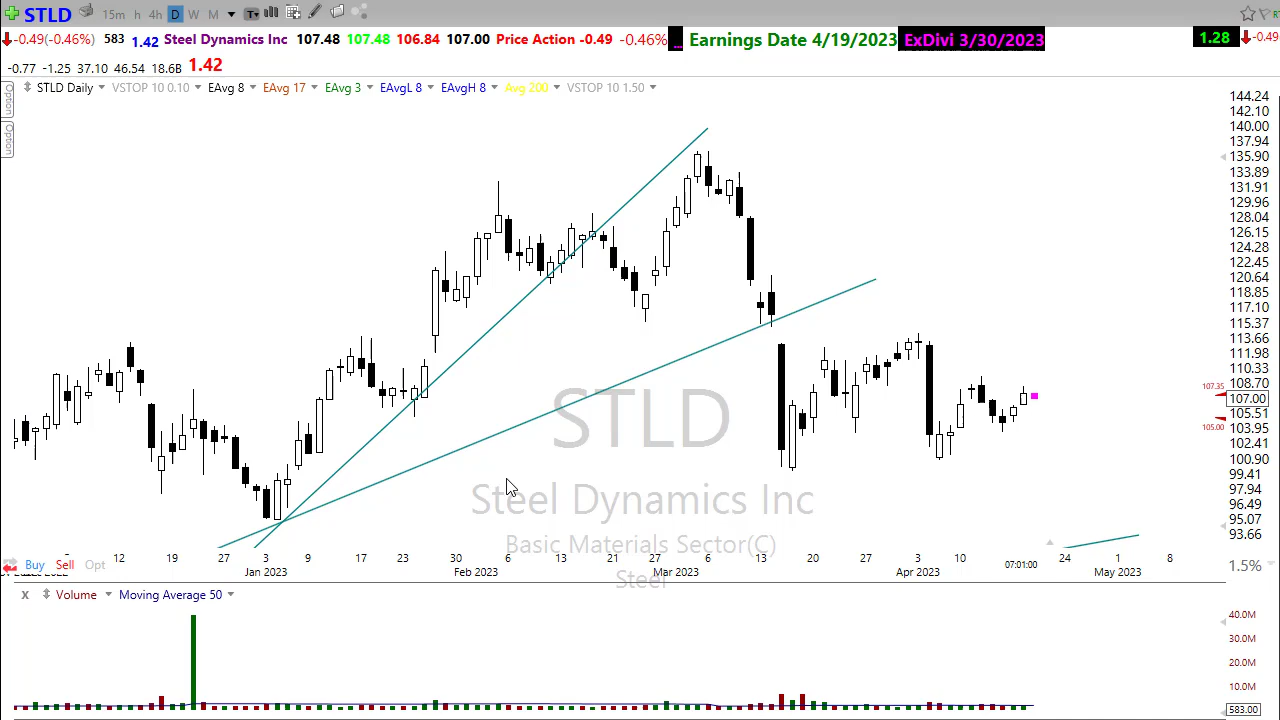 STLD 15m h 4h D W M
-0.49(-0.46%) 583 1.42 Steel Dynamics Inc 107.48 107.48 106.84 107.00 Price Action -0.49 -0.46% ... Earnings Date 4/19/2023 ExDivi 3/30/2023 1.28 -0.49
-0.77 -1.25 37.10 46.54 18.6B 1.42
STLD Daily VSTOP 10 0.10 EAvg 8 EAvg 17 EAvg 3 EAvgL 8 EAvgH 8 Avg 200 VSTOP 10 1.50
Option
Option
144.24
142.10
140.00
137.94
135.90
133.89
131.91
129.96
128.04
126.15
124.28
122.45
120.64
118.85
117.10
115.37
113.66
111.98
110.33
108.70
107.35
107.00
105.51
105.00
103.95
102.41
100.90
99.41
97.94
96.49
95.07
93.66
STLD
Steel Dynamics Inc
Basic Materials Sector(C)
Steel
12 19 27 3 9 17 23 30 6 13 21 27 6 13 20 27 3 10 07:01:00 24 1 8
Jan 2023 Feb 2023 Mar 2023 Apr 2023 May 2023
Buy Sell Opt
1.5%
x Volume Moving Average 50
40.0M
30.0M
20.0M
10.0M
583.00